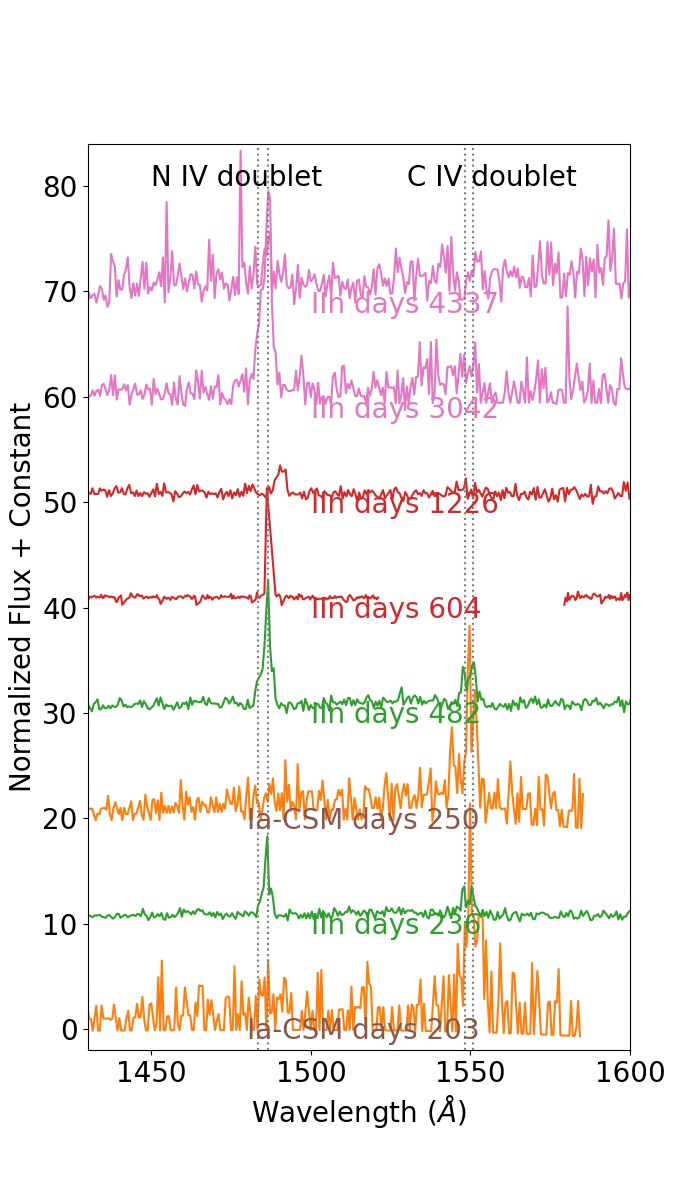 N IV doublet C IV doublet
80
IIn days 4337
70
IIn days 3042
60
IIn days 1226
50
IIn days 604
40
IIn days 482
30
Ia-CSM days 250
20
IIn days 236
10
Ia-CSM days 203
0
Normalized Flux + Constant
1450 1500 1550 1600
Wavelength (Å)